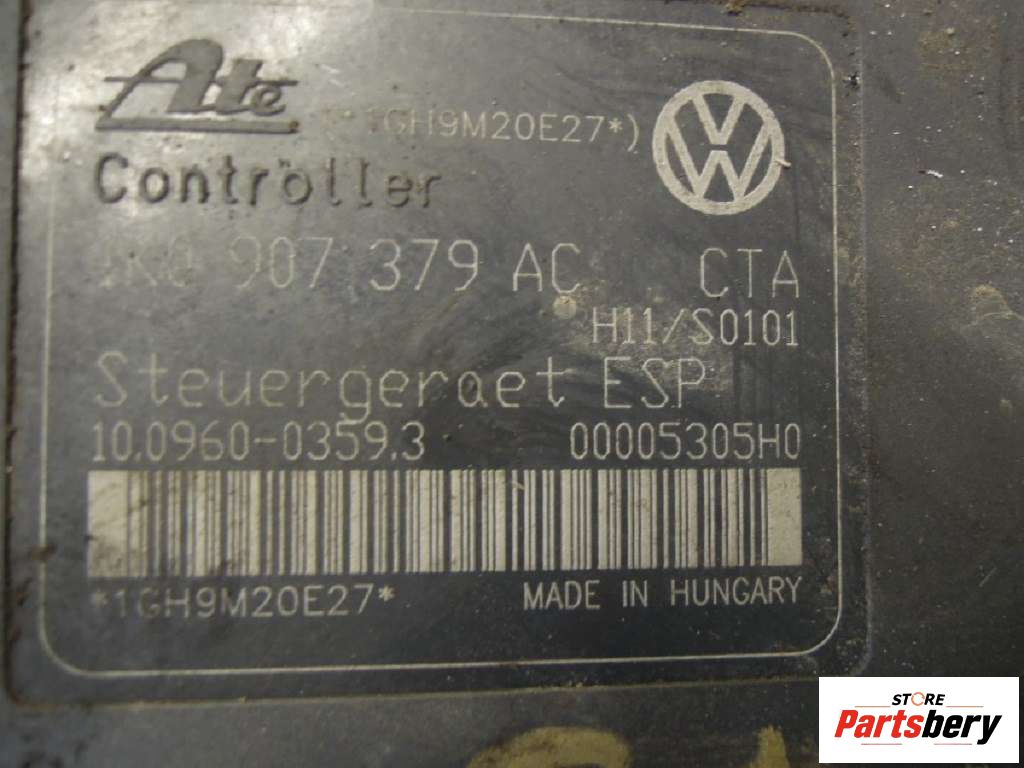 Ate
*1GH9M20E27*)
Controller
1K0 907 379 AC CTA
H11/S0101
Steuergeraet ESP
10.0960-0359.3 00005305H0
*1GH9M20E27* MADE IN HUNGARY
STORE
Partsbery